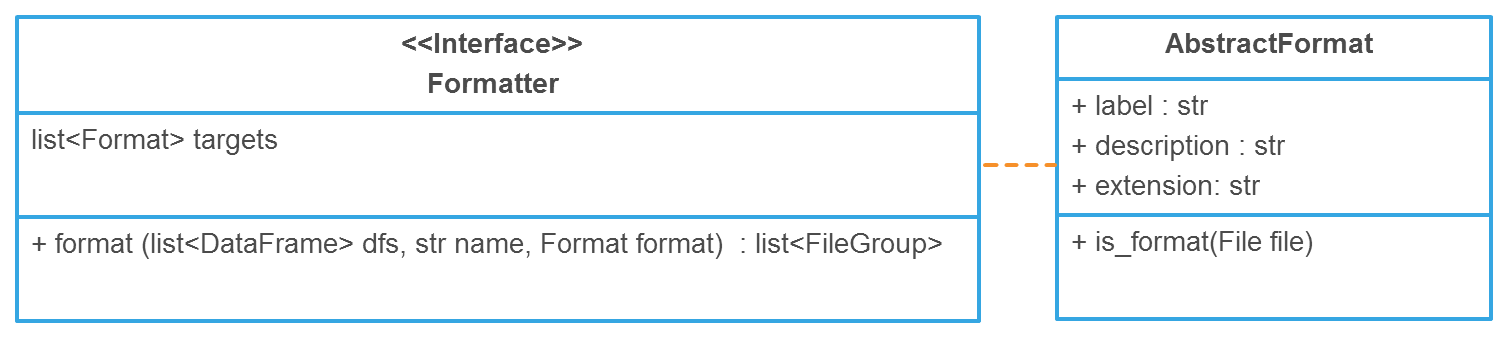 <<Interface>>
Formatter
list<Format> targets
+ format (list<DataFrame> dfs, str name, Format format)  : list<FileGroup>
AbstractFormat
+ label : str
+ description : str
+ extension: str
+ is_format(File file)